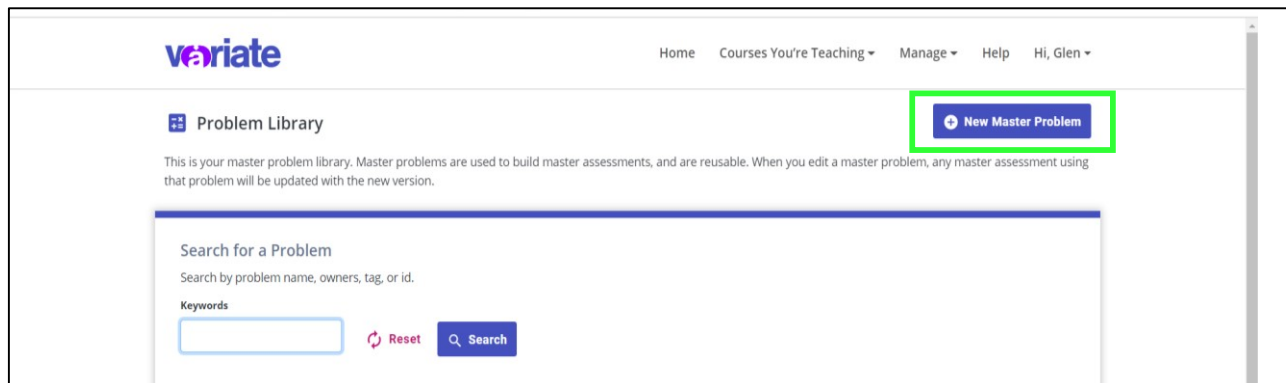 variate
Home Courses You're Teaching Manage Help Hi, Glen
Problem Library
New Master Problem
This is your master problem library. Master problems are used to build master assessments, and are reusable. When you edit a master problem, any master assessment using
that problem will be updated with the new version.
Search for a Problem
Search by problem name, owners, tag, or id.
Keywords
Reset Search